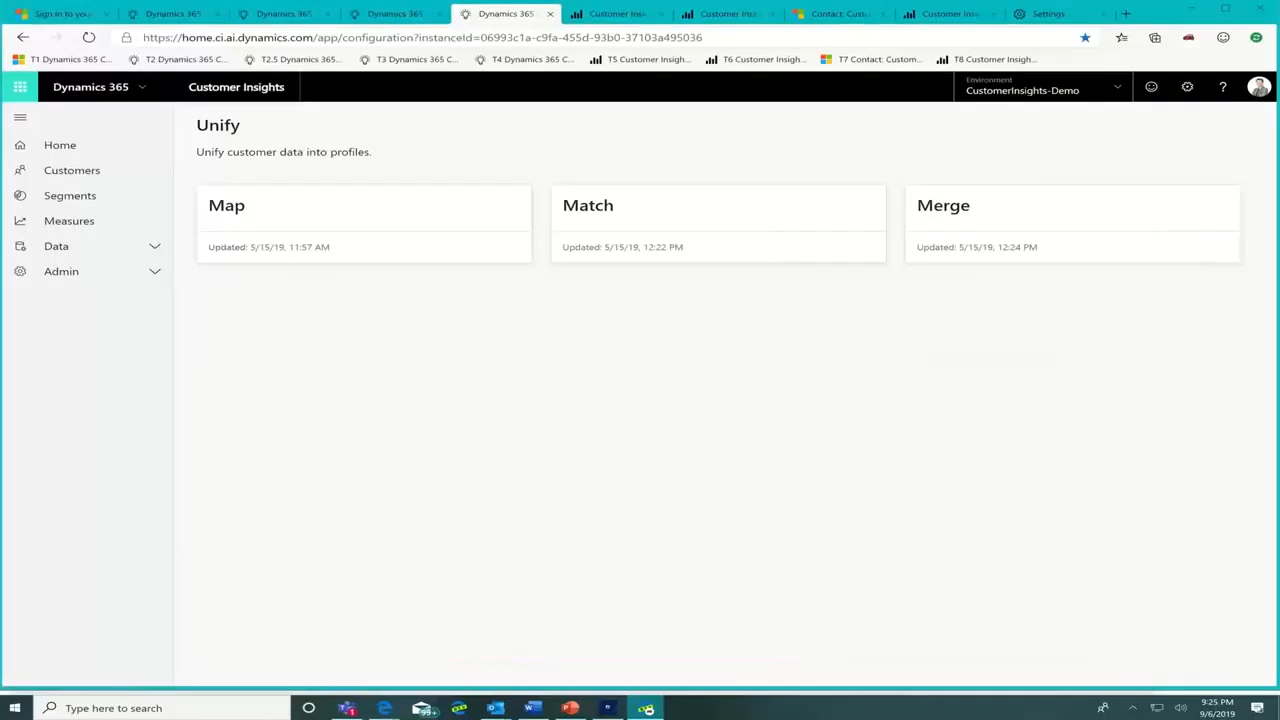 Sign in to your
Dynamics 365
Dynamics 365
Dynamics 365
Dynamics 365
Customer Insi
Customer Insi
Contact: Custo
Customer Insi
Settings
https://home.ci.ai.dynamics.com/app/configuration?instanceId=06993c1a-c9fa-455d-93b0-37103a495036
T1 Dynamics 365 C...
T2 Dynamics 365 C...
T2.5 Dynamics 365...
T3 Dynamics 365 C...
T4 Dynamics 365 C...
T5 Customer Insigh...
T6 Customer Insigh...
T7 Contact: Custom...
T8 Customer Insigh...
Dynamics 365
Customer Insights
Environment
CustomerInsights-Demo
Home
Customers
Segments
Measures
Data
Admin
Unify
Unify customer data into profiles.
Map
Updated: 5/15/19, 11:57 AM
Match
Updated: 5/15/19, 12:22 PM
Merge
Updated: 5/15/19, 12:24 PM
Type here to search
99+
9:25 PM
9/6/2019